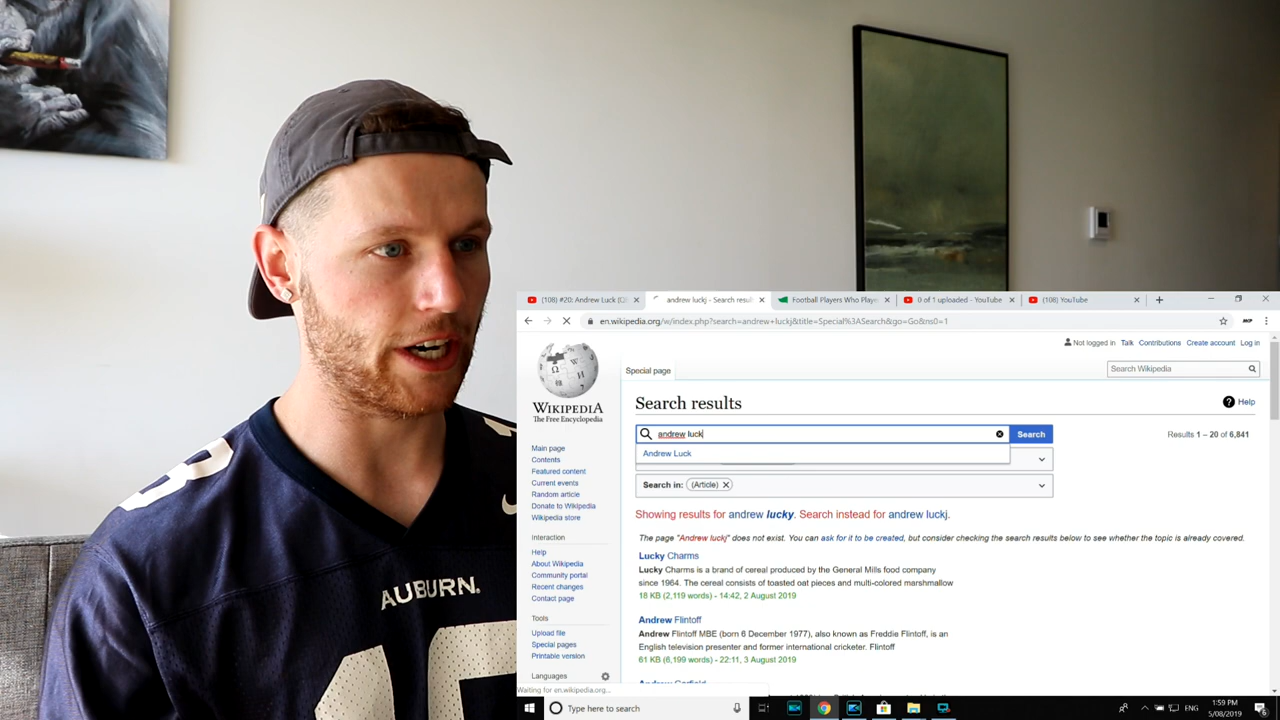 AUBURN.
(108) #20: Andrew Luck (Q
andrew luckj - Search resul
Football Players Who Playe
0 of 1 uploaded - YouTube
(108) YouTube
en.wikipedia.org/w/index.php?search=andrew+luckj&title=Special%3ASearch&go=Go&ns0=1
Not logged in Talk Contributions Create account Log in
WIKIPEDIA
The Free Encyclopedia
Special page
Search Wikipedia
Search results
Help
andrew luck
Search
Results 1 – 20 of 6,841
Andrew Luck
Search in: (Article)
Showing results for andrew lucky. Search instead for andrew luckj.
The page "Andrew luckj" does not exist. You can ask for it to be created, but consider checking the search results below to see whether the topic is already covered.
Lucky Charms
Lucky Charms is a brand of cereal produced by the General Mills food company
since 1964. The cereal consists of toasted oat pieces and multi-colored marshmallow
18 KB (2,119 words) - 14:42, 2 August 2019
Andrew Flintoff
Andrew Flintoff MBE (born 6 December 1977), also known as Freddie Flintoff, is an
English television presenter and former international cricketer. Flintoff
61 KB (6,199 words) - 22:11, 3 August 2019
Main page
Contents
Featured content
Current events
Random article
Donate to Wikipedia
Wikipedia store
Interaction
Help
About Wikipedia
Community portal
Recent changes
Contact page
Tools
Upload file
Special pages
Printable version
Languages
Waiting for en.wikipedia.org...
Type here to search
ENG
1:59 PM
5/08/2019